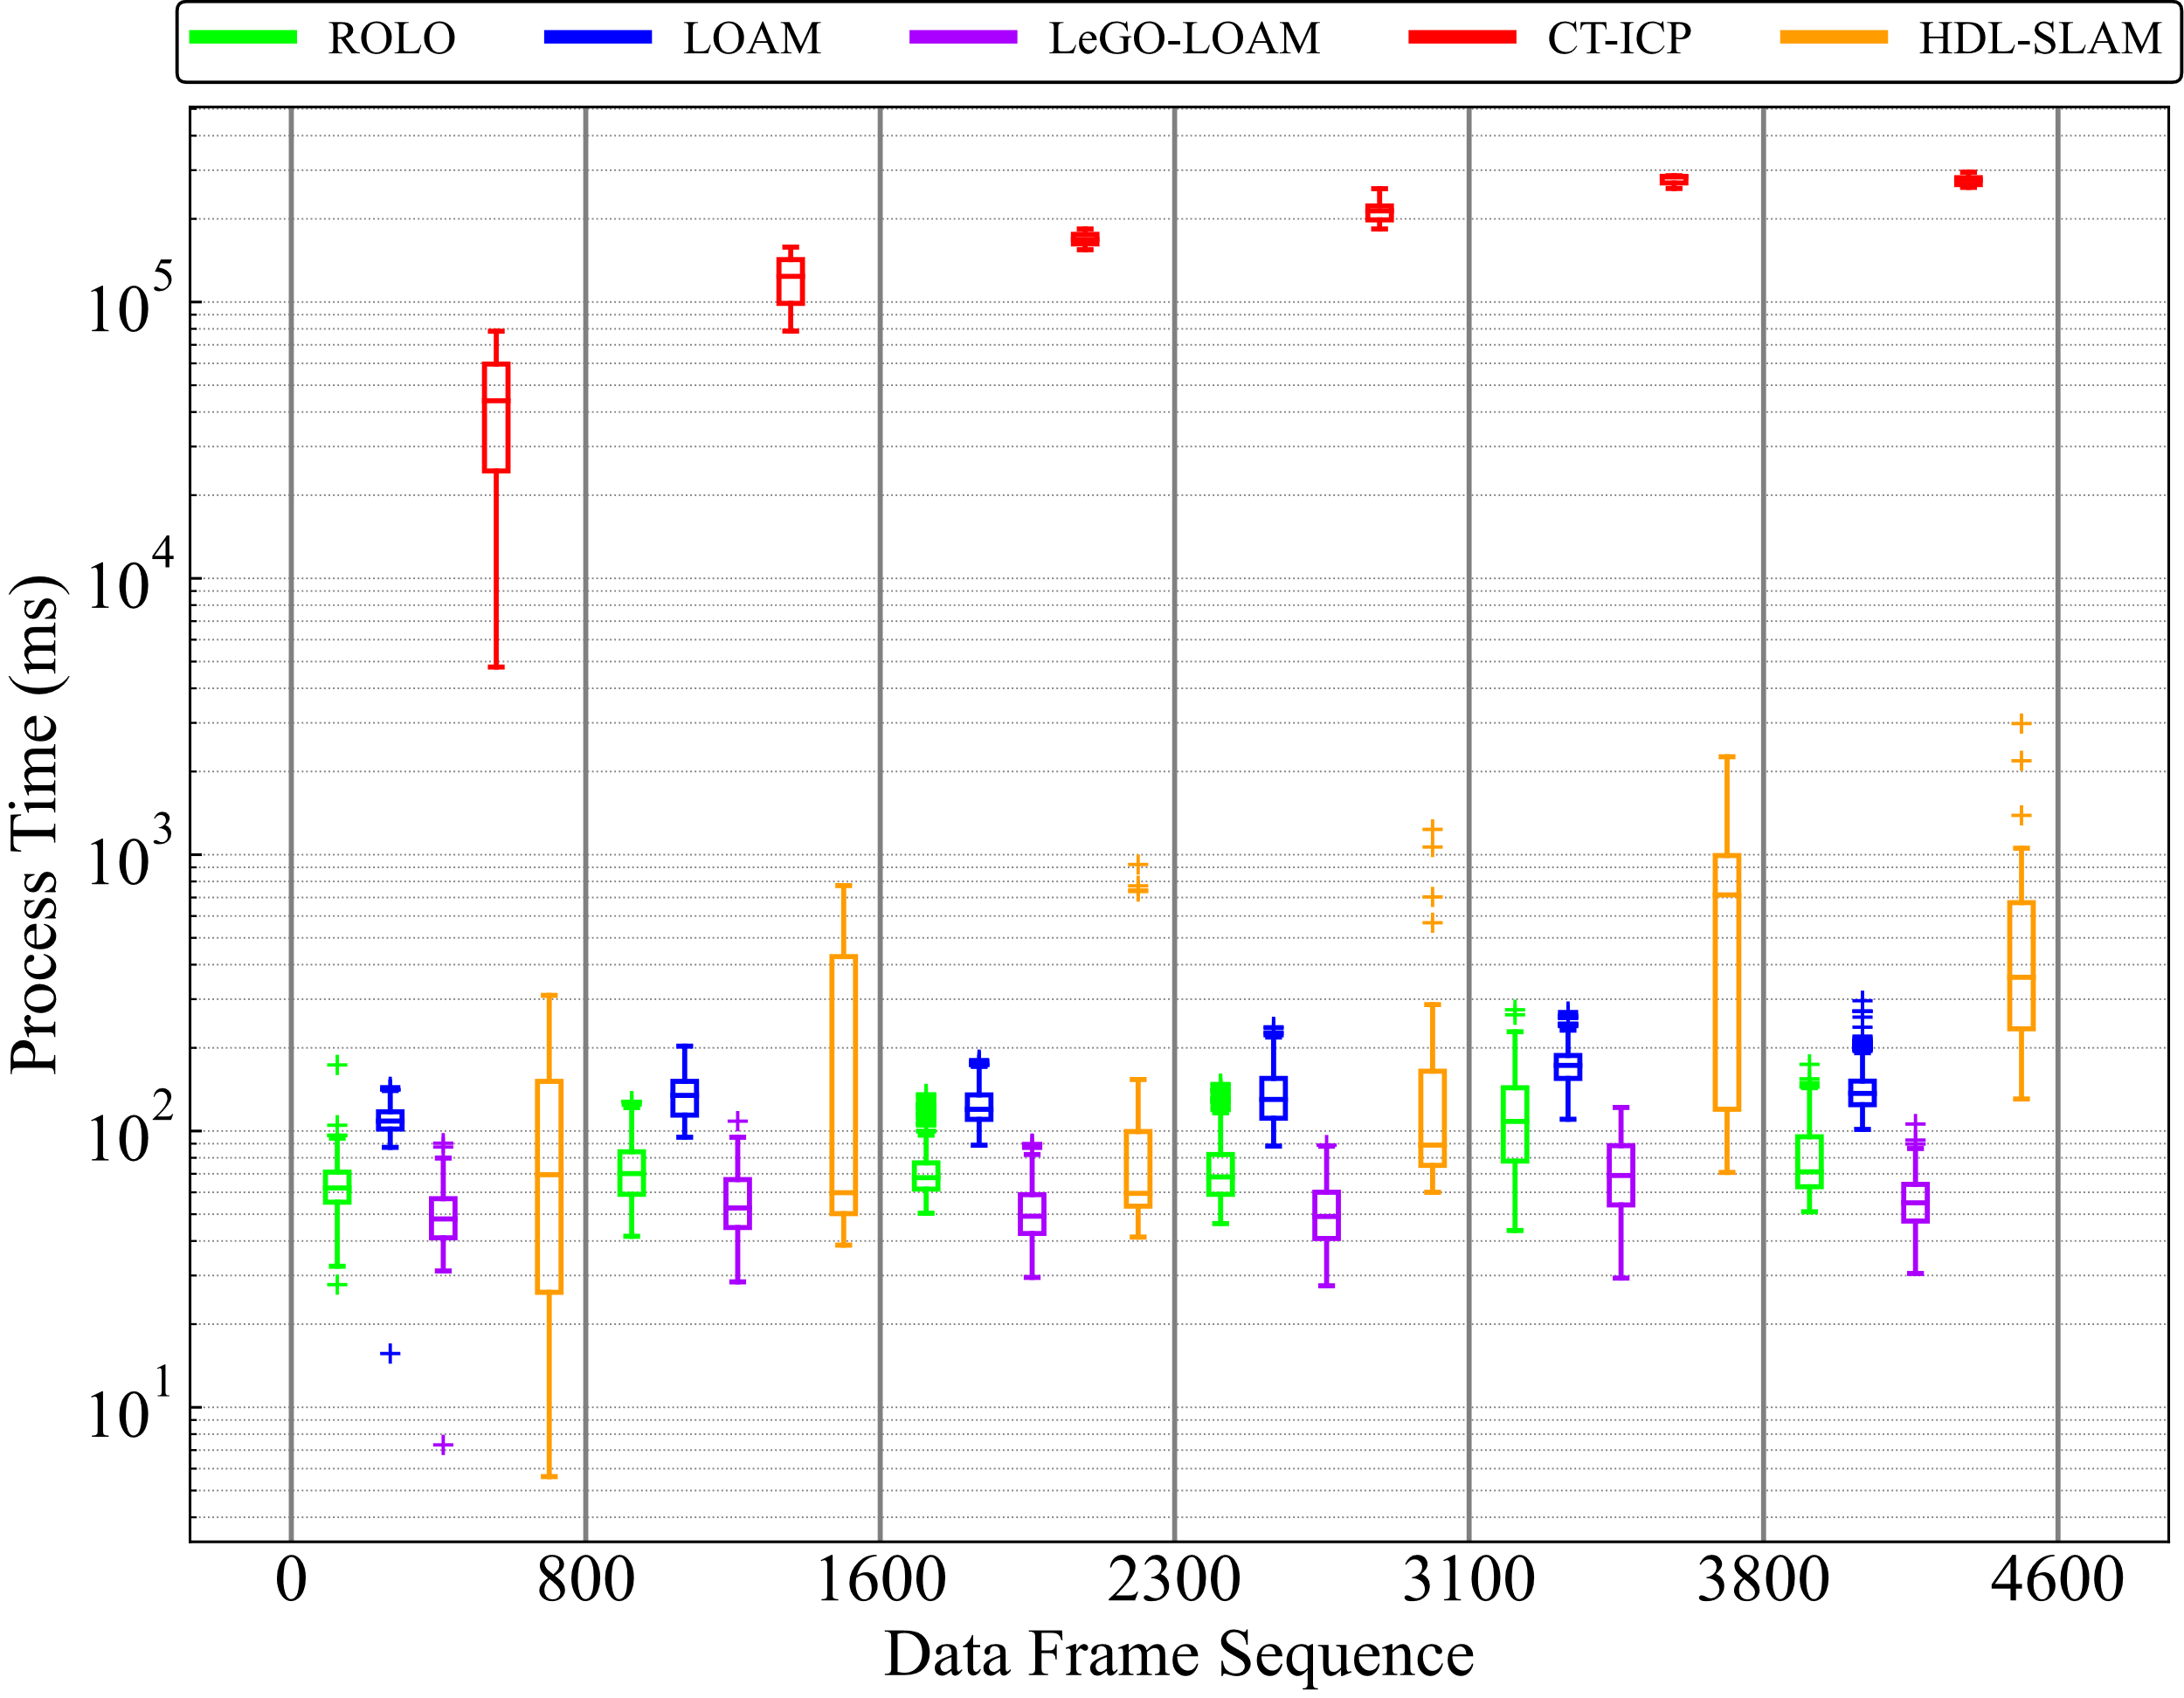 ROLO LOAM LeGO-LOAM CT-ICP HDL-SLAM
Process Time (ms)
10^5
10^4
10^3
10^2
10^1
0 800 1600 2300 3100 3800 4600
Data Frame Sequence